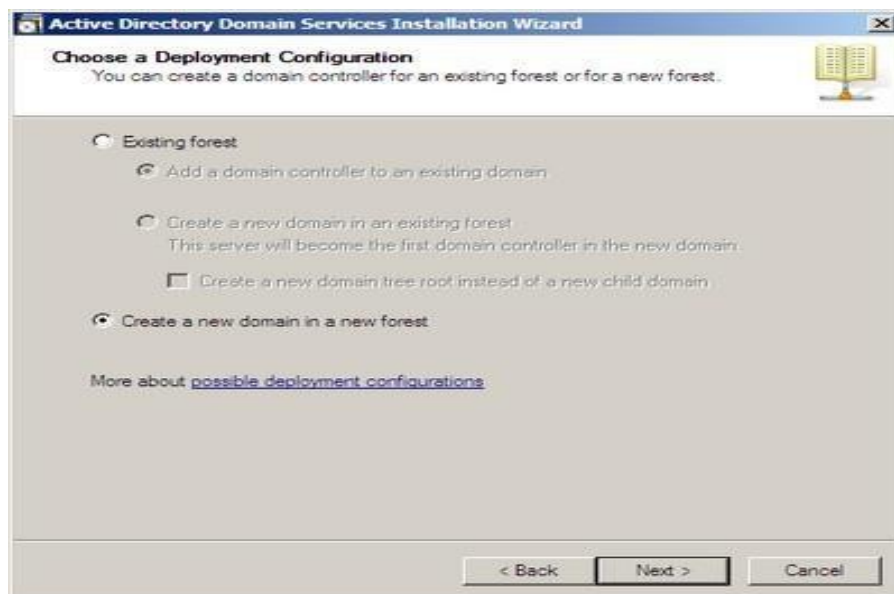 Active Directory Domain Services Installation Wizard
Choose a Deployment Configuration
You can create a domain controller for an existing forest or for a new forest.
Existing forest
Add a domain controller to an existing domain
Create a new domain in an existing forest
This server will become the first domain controller in the new domain.
Create a new domain tree root instead of a new child domain
Create a new domain in a new forest
More about possible deployment configurations
< Back Next > Cancel